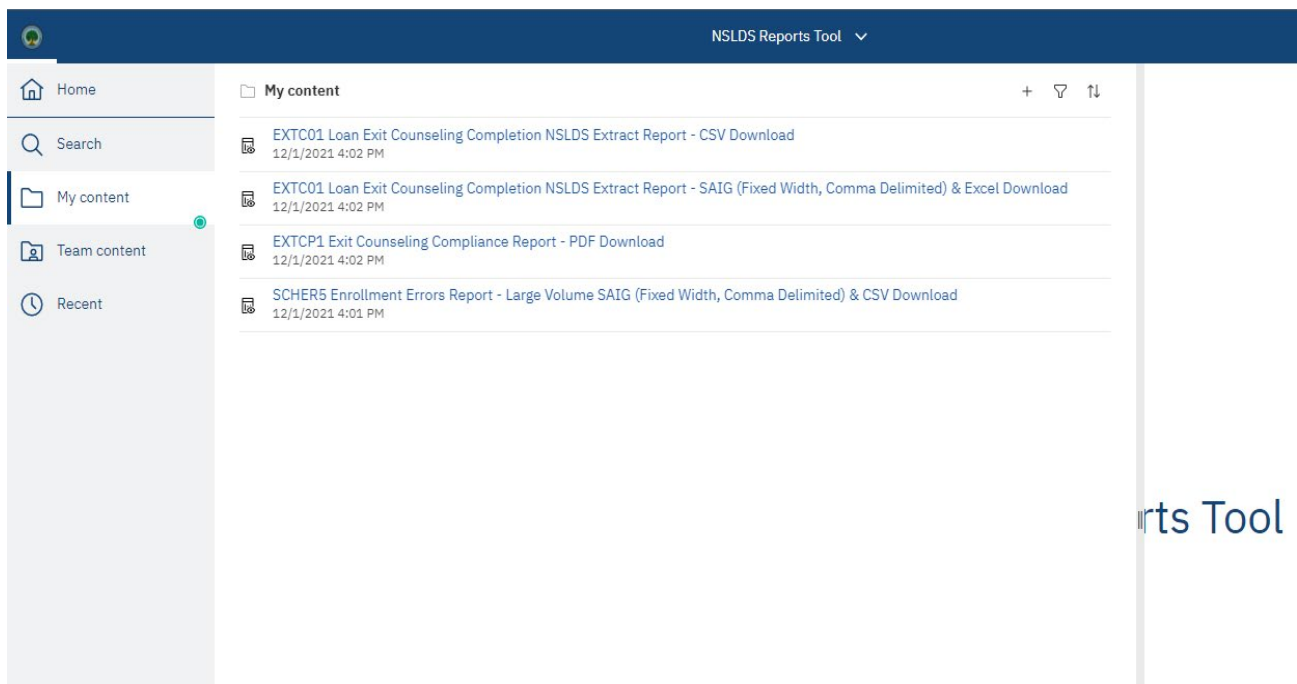 NSLDS Reports Tool
Home
Search
My content
Team content
Recent
My content
EXTC01 Loan Exit Counseling Completion NSLDS Extract Report - CSV Download
12/1/2021 4:02 PM
EXTC01 Loan Exit Counseling Completion NSLDS Extract Report - SAIG (Fixed Width, Comma Delimited) & Excel Download
12/1/2021 4:02 PM
EXTCP1 Exit Counseling Compliance Report - PDF Download
12/1/2021 4:02 PM
SCHER5 Enrollment Errors Report - Large Volume SAIG (Fixed Width, Comma Delimited) & CSV Download
12/1/2021 4:01 PM
rts Tool